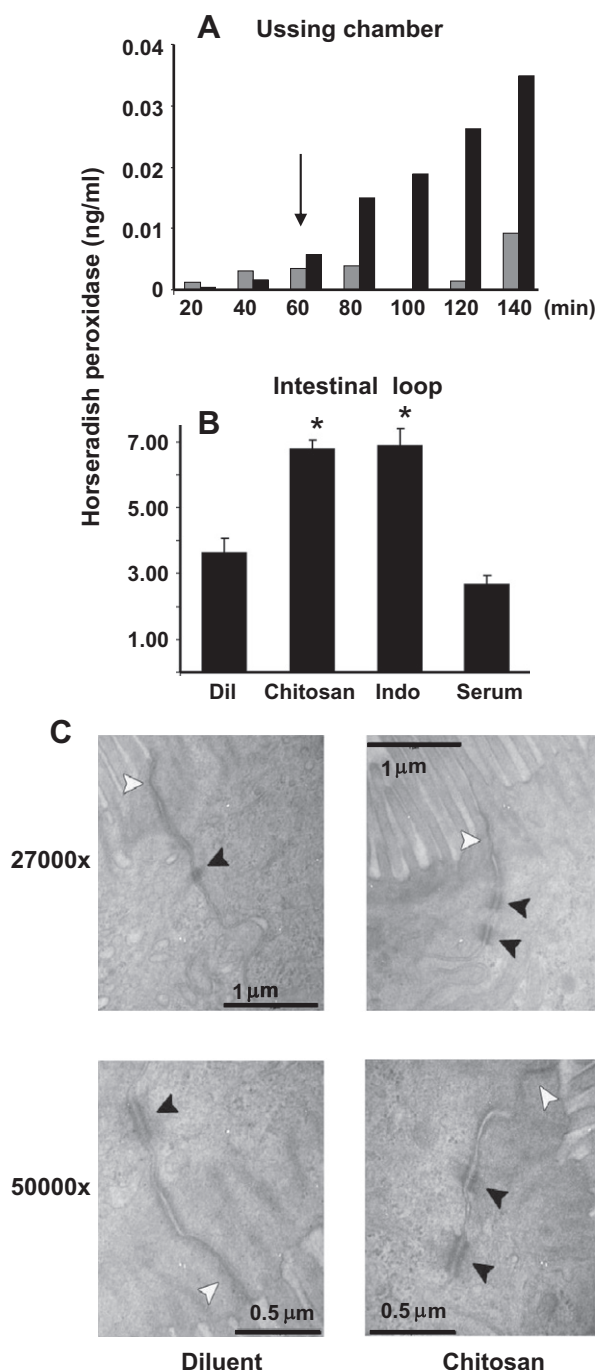 A Ussing chamber
Horseradish peroxidase (ng/ml)
0.04
0.03
0.02
0.01
0
20 40 60 80 100 120 140 (min)
Intestinal loop
B
* *
7.00
5.00
3.00
1.00
Dil Chitosan Indo Serum
C
27000x
1 μm
1 μm
50000x
0.5 μm
0.5 μm
Diluent Chitosan